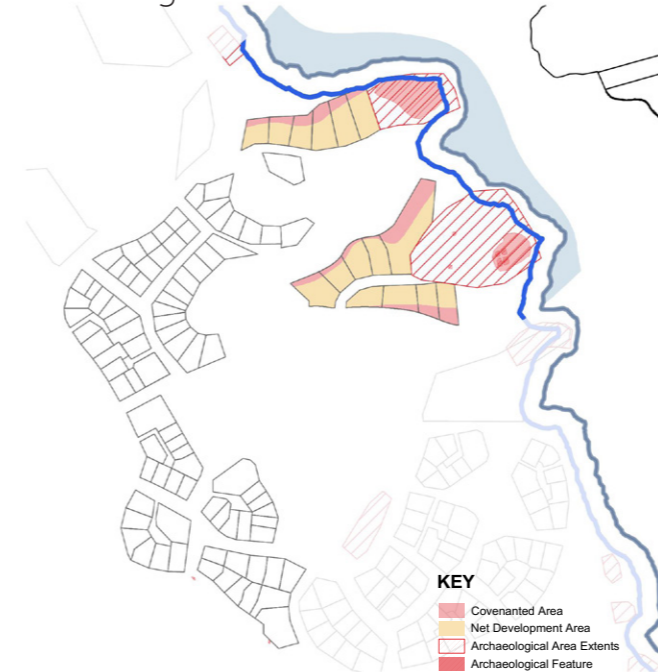 KEY
Covenanted Area
Net Development Area
Archaeological Area Extents
Archaeological Feature